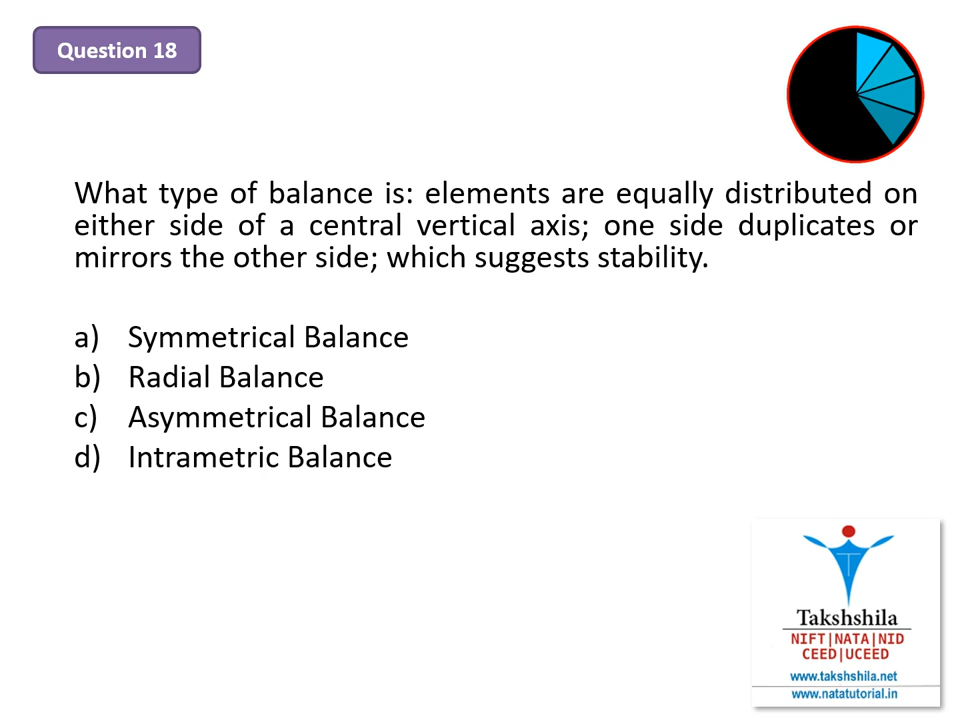 Question 18
What type of balance is: elements are equally distributed on
either side of a central vertical axis; one side duplicates or
mirrors the other side; which suggests stability.
a) Symmetrical Balance
b) Radial Balance
c) Asymmetrical Balance
d) Intrametric Balance
T
Takshshila
NIFT|NATA|NID
CEED|UCEED
www.takshshila.net
www.natatutorial.in